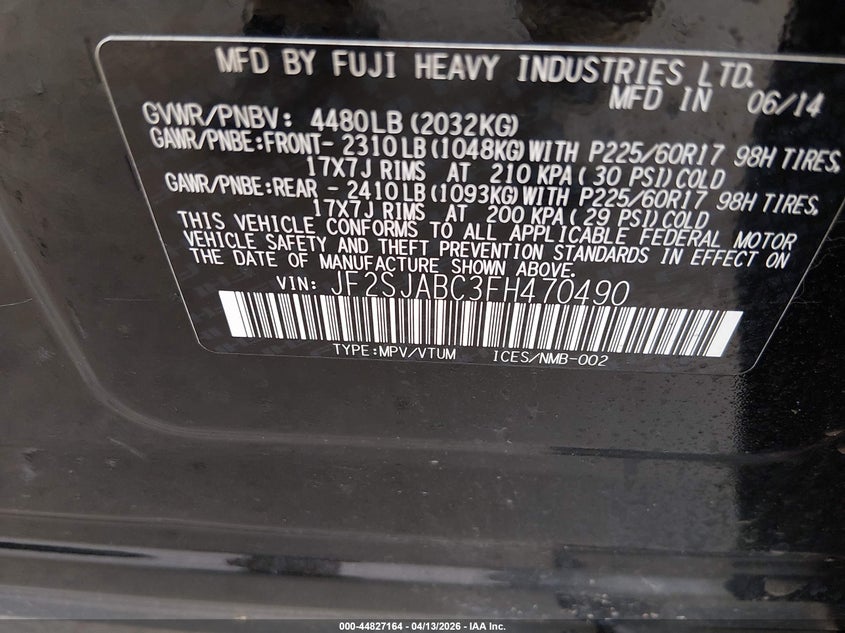 MFD BY FUJI HEAVY INDUSTRIES LTD.
MFD IN 06/14
GVWR/PNBV: 4480LB(2032KG)
GAWR/PNBE:FRONT- 2310LB(1048KG)WITH P225/60R17 98H TIRES,
17X7J RIMS AT 210 KPA( 30 PSI)COLD
GAWR/PNBE:REAR - 2410LB(1093KG)WITH P225/60R17 98H TIRES,
17X7J RIMS AT 200 KPA( 29 PSI)COLD
THIS VEHICLE CONFORMS TO ALL APPLICABLE FEDERAL MOTOR
VEHICLE SAFETY AND THEFT PREVENTION STANDARDS IN EFFECT ON
THE DATE OF MANUFACTURE SHOWN ABOVE.
VIN: JF2SJABC3FH470490
TYPE:MPV/VTUM ICES/NMB-002
000-44827164 - 04/13/2026 - IAA Inc.